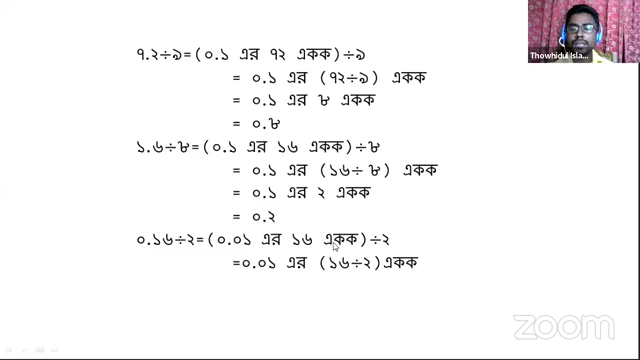 ৭.২÷৯=(০.১ এর ৭২ একক)÷৯
= ০.১ এর (৭২÷৯) একক
= ০.১ এর ৮ একক
= ০.৮
১.৬÷৮=(০.১ এর ১৬ একক)÷৮
= ০.১ এর (১৬÷ ৮) একক
= ০.১ এর ২ একক
= ০.২
০.১৬÷২=(০.০১ এর ১৬ একক)÷২
=০.০১ এর (১৬÷২)একক
Thowhidul Isla...
zoom